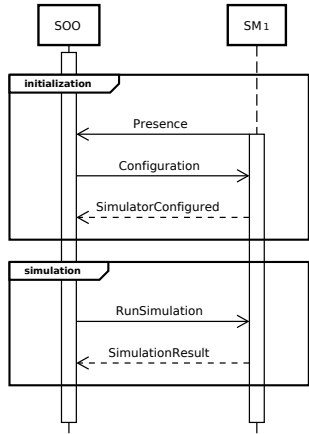 SOO SM1
initialization
Presence
Configuration
SimulatorConfigured
simulation
RunSimulation
SimulationResult